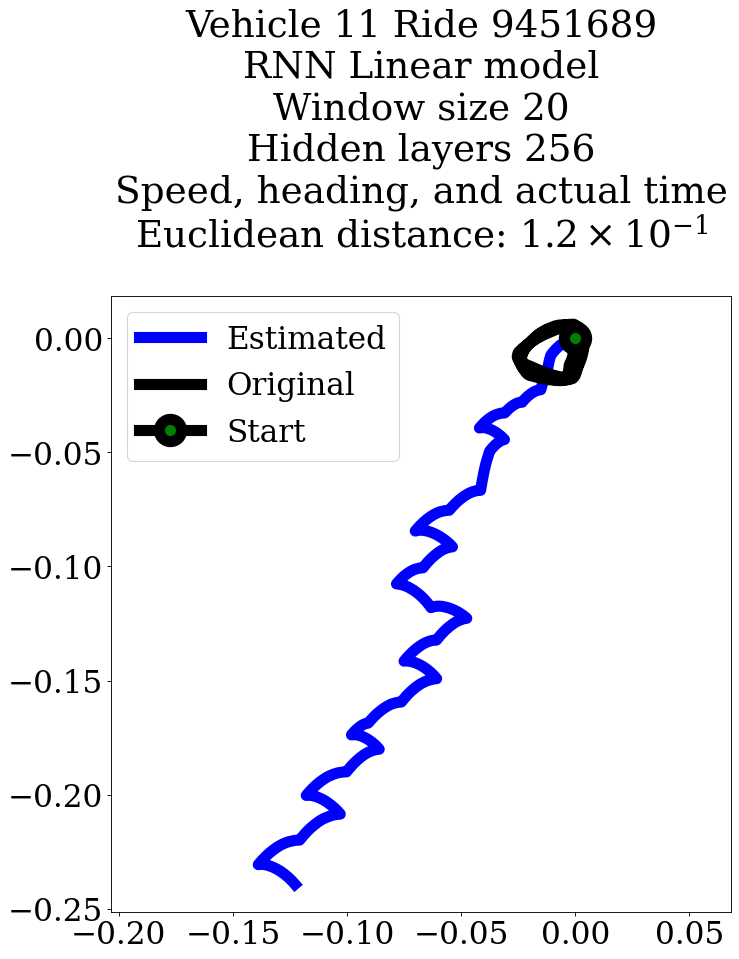 Vehicle 11 Ride 9451689
RNN Linear model
Window size 20
Hidden layers 256
Speed, heading, and actual time
Euclidean distance: 1.2 × 10⁻¹
Estimated
Original
Start
0.00
−0.05
−0.10
−0.15
−0.20
−0.25
−0.20 −0.15 −0.10 −0.05 0.00 0.05